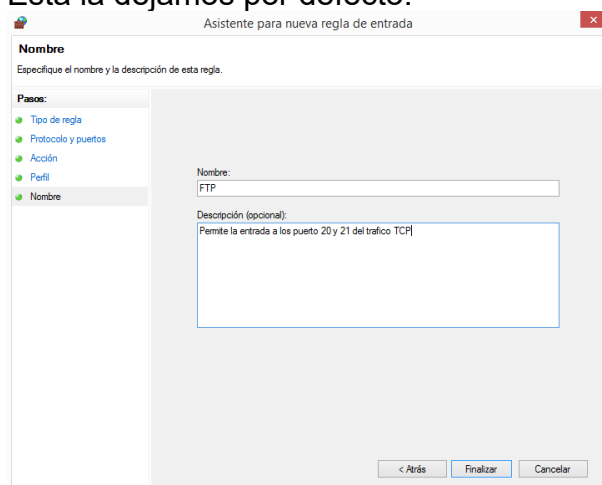 Esta la dejamos por defecto.
Asistente para nueva regla de entrada
Nombre
Especifique el nombre y la descripción de esta regla.
Pasos:
Tipo de regla
Protocolo y puertos
Acción
Perfil
Nombre
Nombre:
FTP
Descripción (opcional):
Permite la entrada a los puerto 20 y 21 del trafico TCP
< Atrás
Finalizar
Cancelar